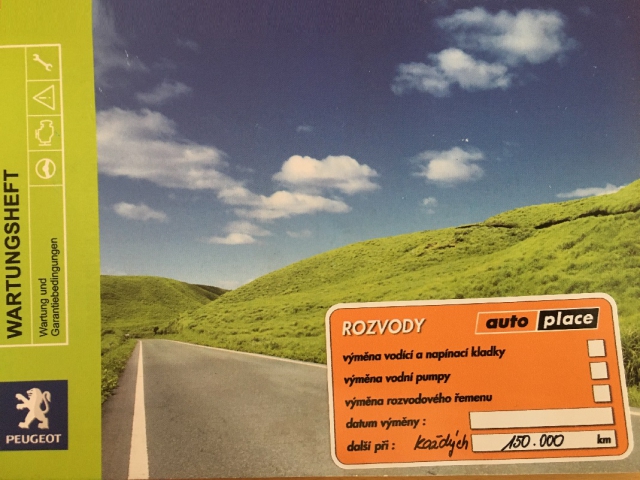 WARTUNGSHEFT
Wartung und
Garantiebedingungen
PEUGEOT
ROZVODY
auto place
výměna vodící a napínací kladky
výměna vodní pumpy
výměna rozvodového řemenu
datum výměny :
další při : každých 150.000 km